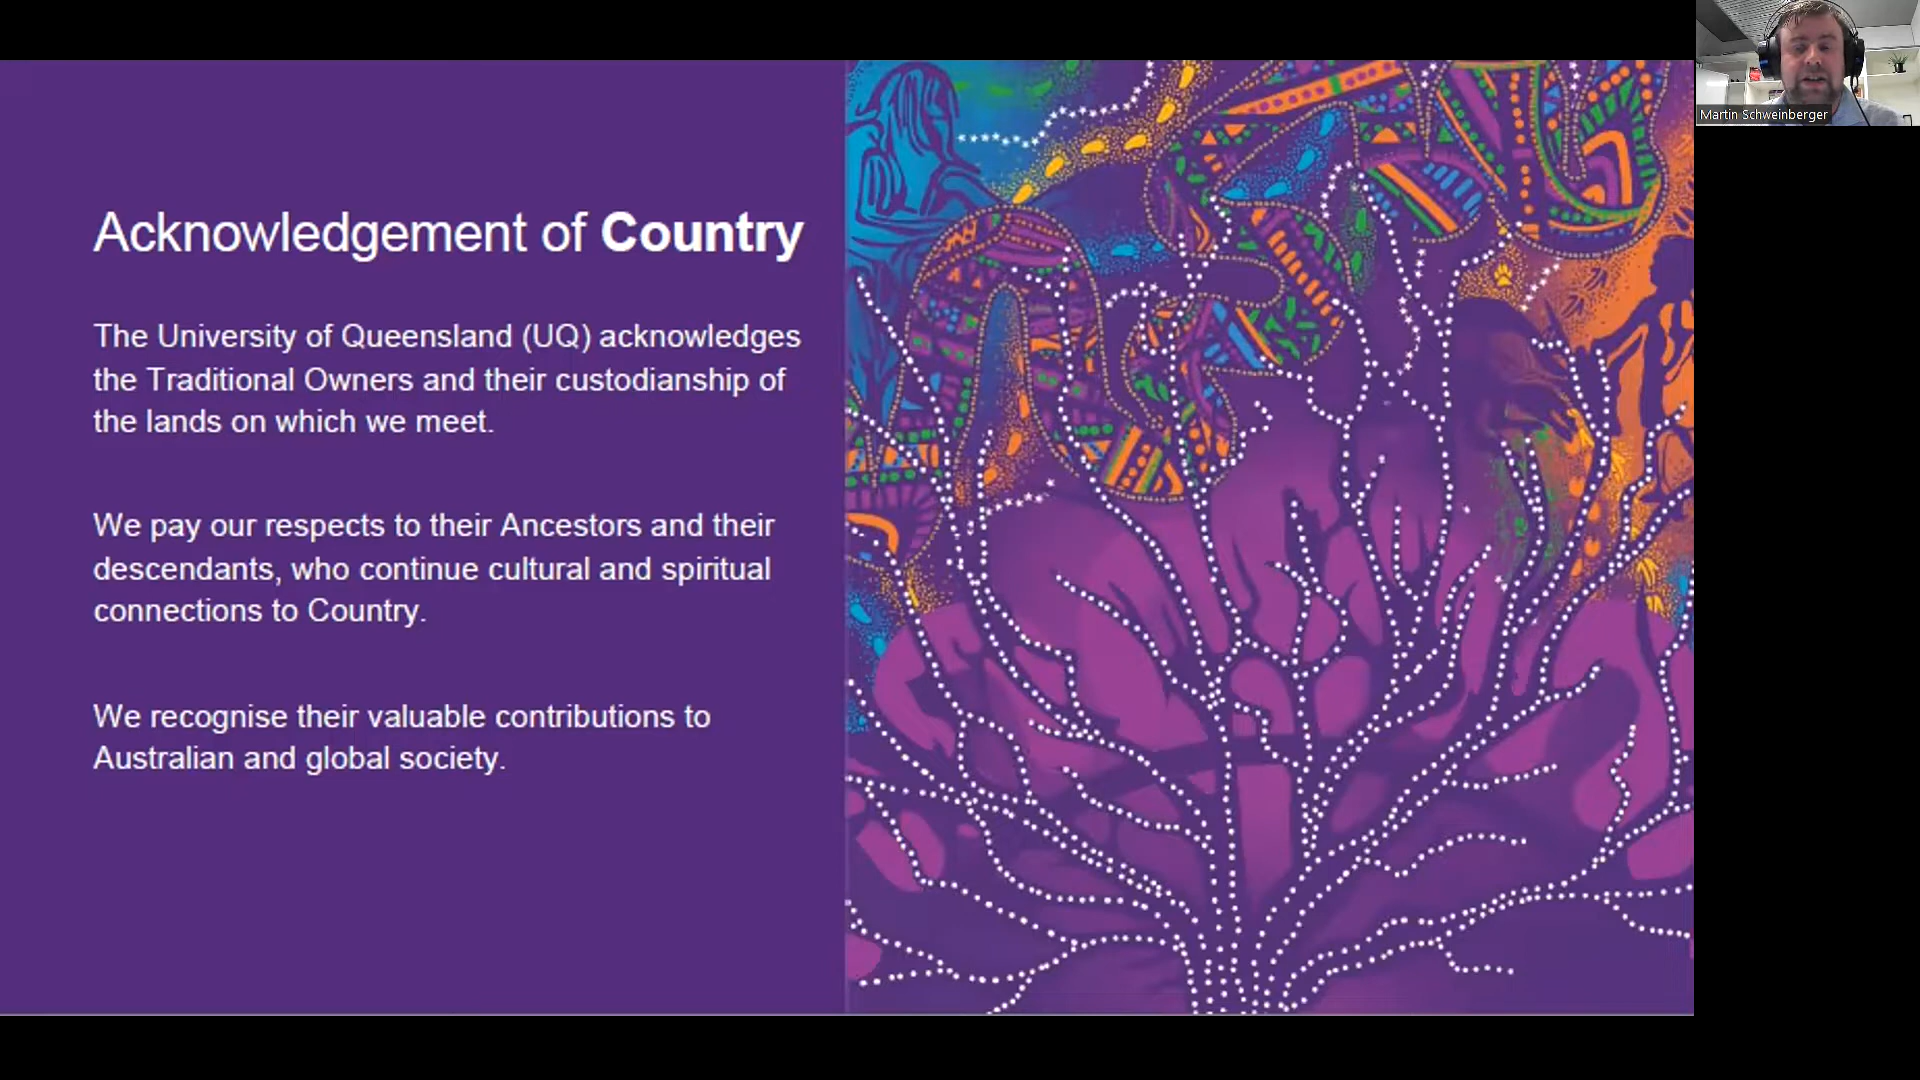 Martin Schweinberger
Acknowledgement of Country
The University of Queensland (UQ) acknowledges
the Traditional Owners and their custodianship of
the lands on which we meet.
We pay our respects to their Ancestors and their
descendants, who continue cultural and spiritual
connections to Country.
We recognise their valuable contributions to
Australian and global society.